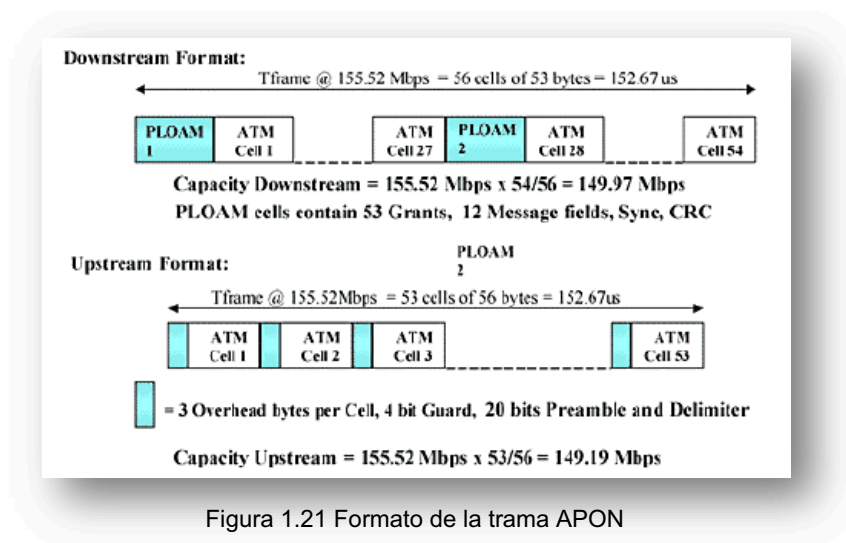 Downstream Format:
Tframe @ 155.52 Mbps = 56 cells of 53 bytes = 152.67 us
PLOAM 1 ATM Cell 1 ATM Cell 27 PLOAM 2 ATM Cell 28 ATM Cell 54
Capacity Downstream = 155.52 Mbps x 54/56 = 149.97 Mbps
PLOAM cells contain 53 Grants, 12 Message fields, Sync, CRC
PLOAM
2
Upstream Format:
Tframe @ 155.52Mbps = 53 cells of 56 bytes = 152.67us
ATM Cell 1 ATM Cell 2 ATM Cell 3 ATM Cell 53
= 3 Overhead bytes per Cell, 4 bit Guard, 20 bits Preamble and Delimiter
Capacity Upstream = 155.52 Mbps x 53/56 = 149.19 Mbps
Figura 1.21 Formato de la trama APON